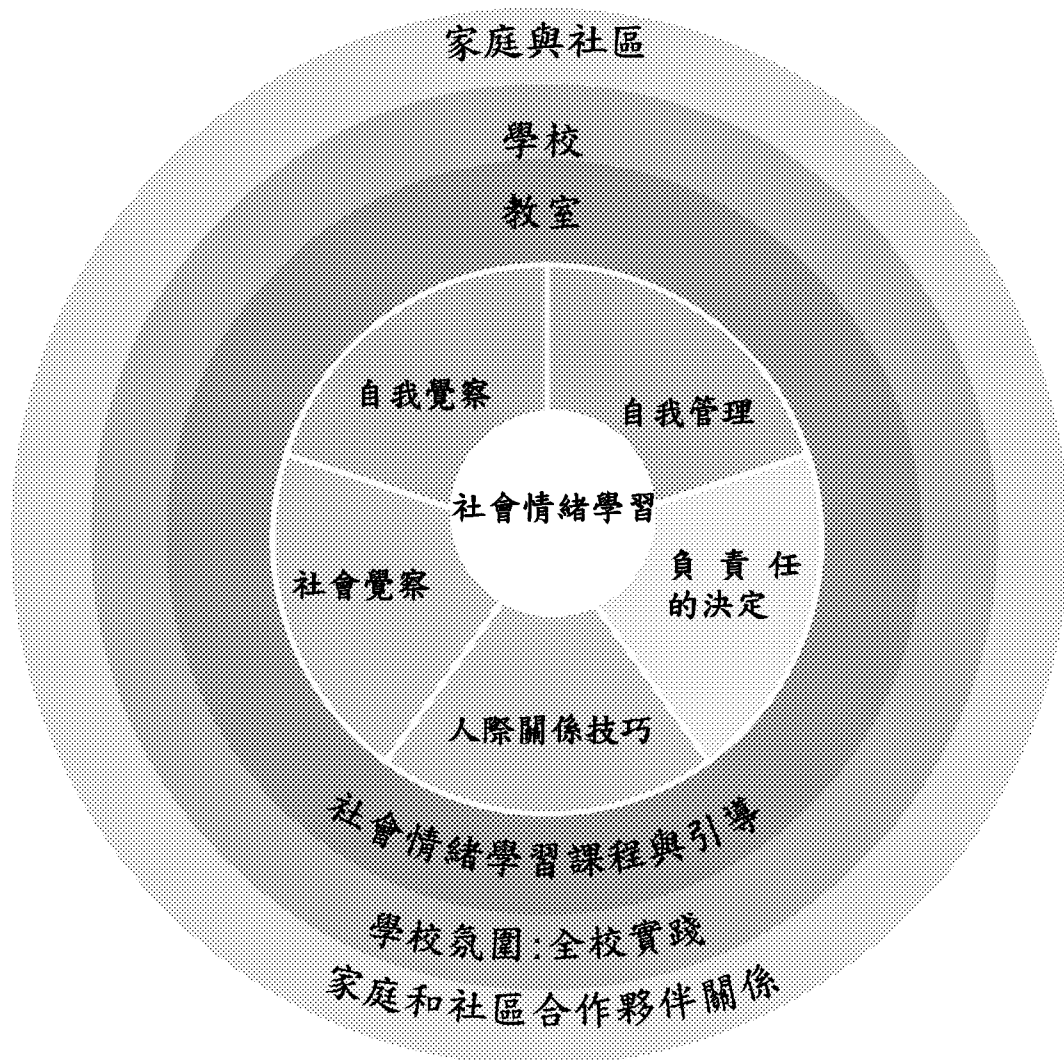 家庭與社區
學校
教室
自我覺察
自我管理
社會情緒學習
社會覺察
負責任
的決定
人際關係技巧
社會情緒學習課程與引導
學校氛圍:全校實踐
家庭和社區合作夥伴關係